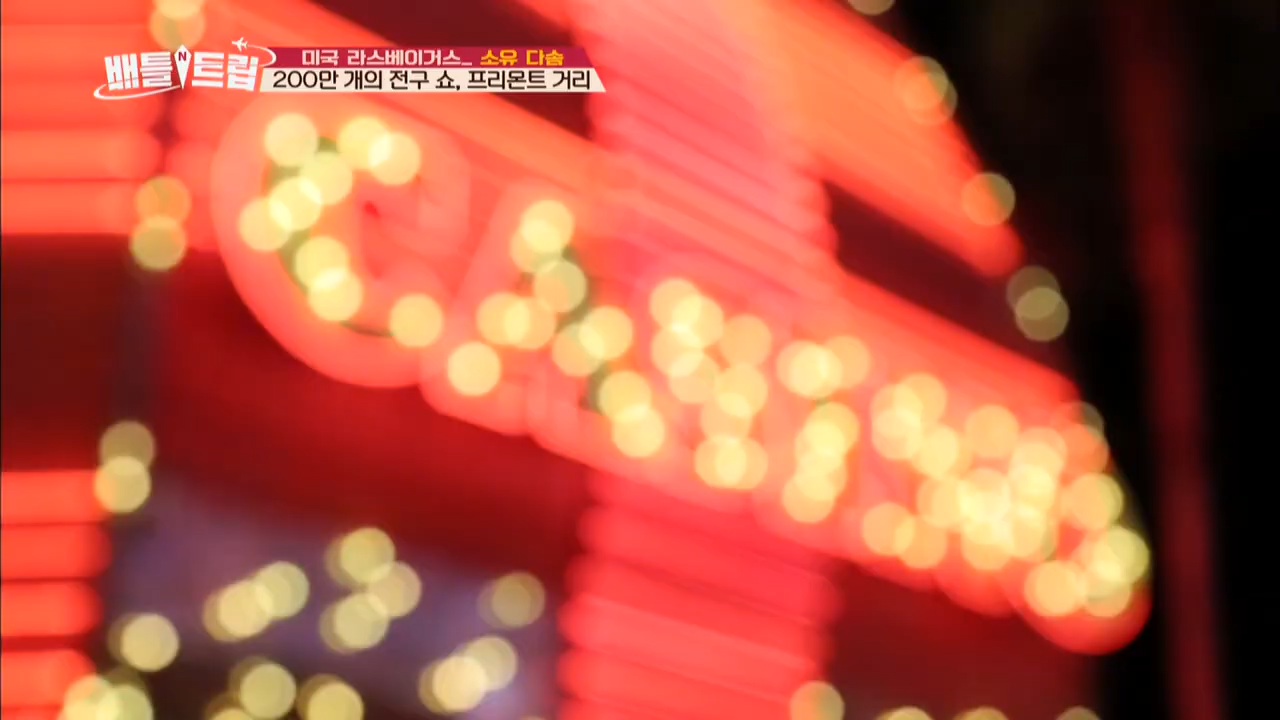 배틀트립
미국 라스베이거스_ 소유 다솜
200만 개의 전구 쇼, 프리몬트 거리
CASINO